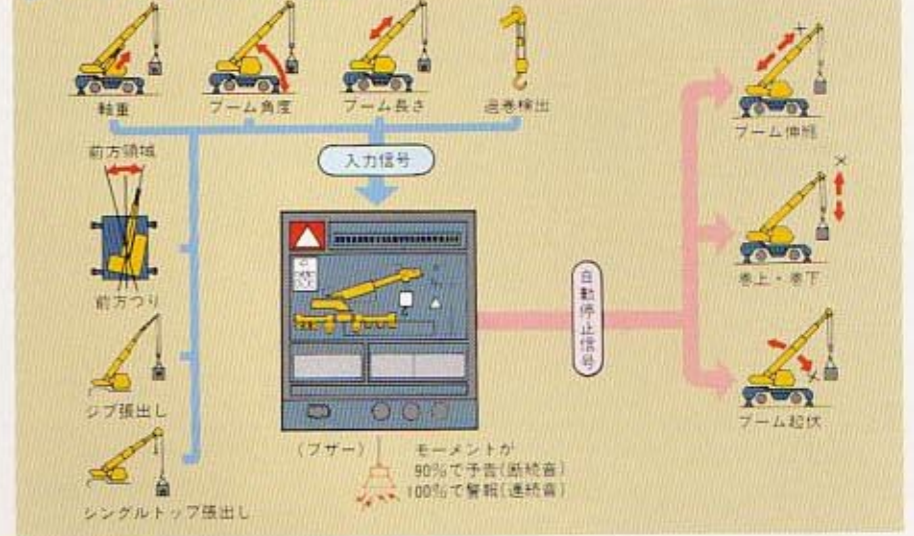 軸重
ブーム角度
ブーム長さ
過巻検出
入力信号
前方領域
前方つり
ジブ張出し
シングルトップ張出し
(ブザー)
モーメントが
90%で予告(断続音)
100%で警報(連続音)
自動停止信号
ブーム伸縮
巻上・巻下
ブーム起伏